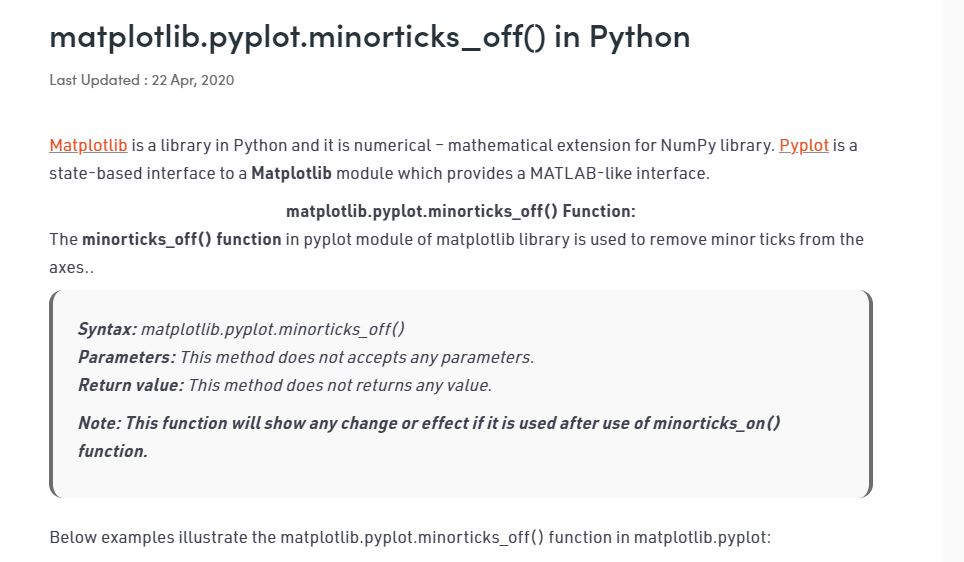 matplotlib.pyplot.minorticks_off() in Python
Last Updated : 22 Apr, 2020
Matplotlib is a library in Python and it is numerical – mathematical extension for NumPy library. Pyplot is a
state-based interface to a Matplotlib module which provides a MATLAB-like interface.
matplotlib.pyplot.minorticks_off() Function:
The minorticks_off() function in pyplot module of matplotlib library is used to remove minor ticks from the
axes..
Syntax: matplotlib.pyplot.minorticks_off()
Parameters: This method does not accepts any parameters.
Return value: This method does not returns any value.
Note: This function will show any change or effect if it is used after use of minorticks_on()
function.
Below examples illustrate the matplotlib.pyplot.minorticks_off() function in matplotlib.pyplot: